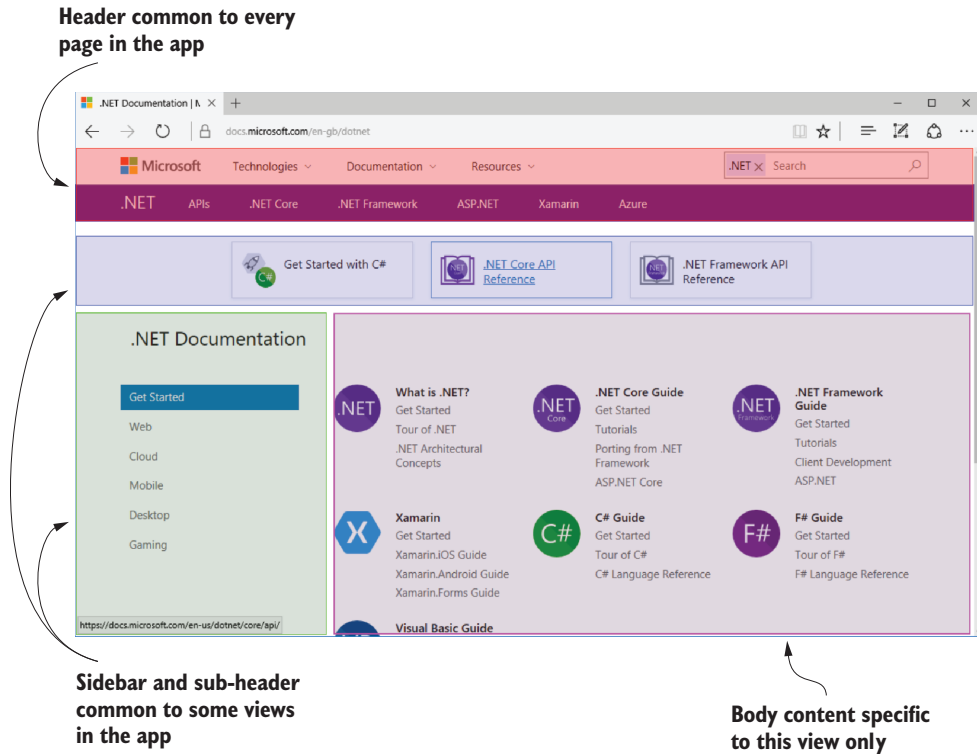 Header common to every
page in the app
.NET Documentation | M
docs.microsoft.com/en-gb/dotnet
Microsoft Technologies Documentation Resources .NET Search
.NET APIs .NET Core .NET Framework ASP.NET Xamarin Azure
Get Started with C#
C#
.NET Core API
Reference
NET
.NET Framework API
Reference
NET
.NET Documentation
Get Started
Web
Cloud
Mobile
Desktop
Gaming
.NET
What is .NET?
Get Started
Tour of .NET
.NET Architectural
Concepts
.NET
Core
.NET Core Guide
Get Started
Tutorials
Porting from .NET
Framework
ASP.NET Core
.NET
Framework
.NET Framework
Guide
Get Started
Tutorials
Client Development
ASP.NET
X
Xamarin
Get Started
Xamarin.iOS Guide
Xamarin.Android Guide
Xamarin.Forms Guide
C#
C# Guide
Get Started
Tour of C#
C# Language Reference
F#
F# Guide
Get Started
Tour of F#
F# Language Reference
Visual Basic Guide
https://docs.microsoft.com/en-us/dotnet/core/api/
Sidebar and sub-header
common to some views
in the app
Body content specific
to this view only